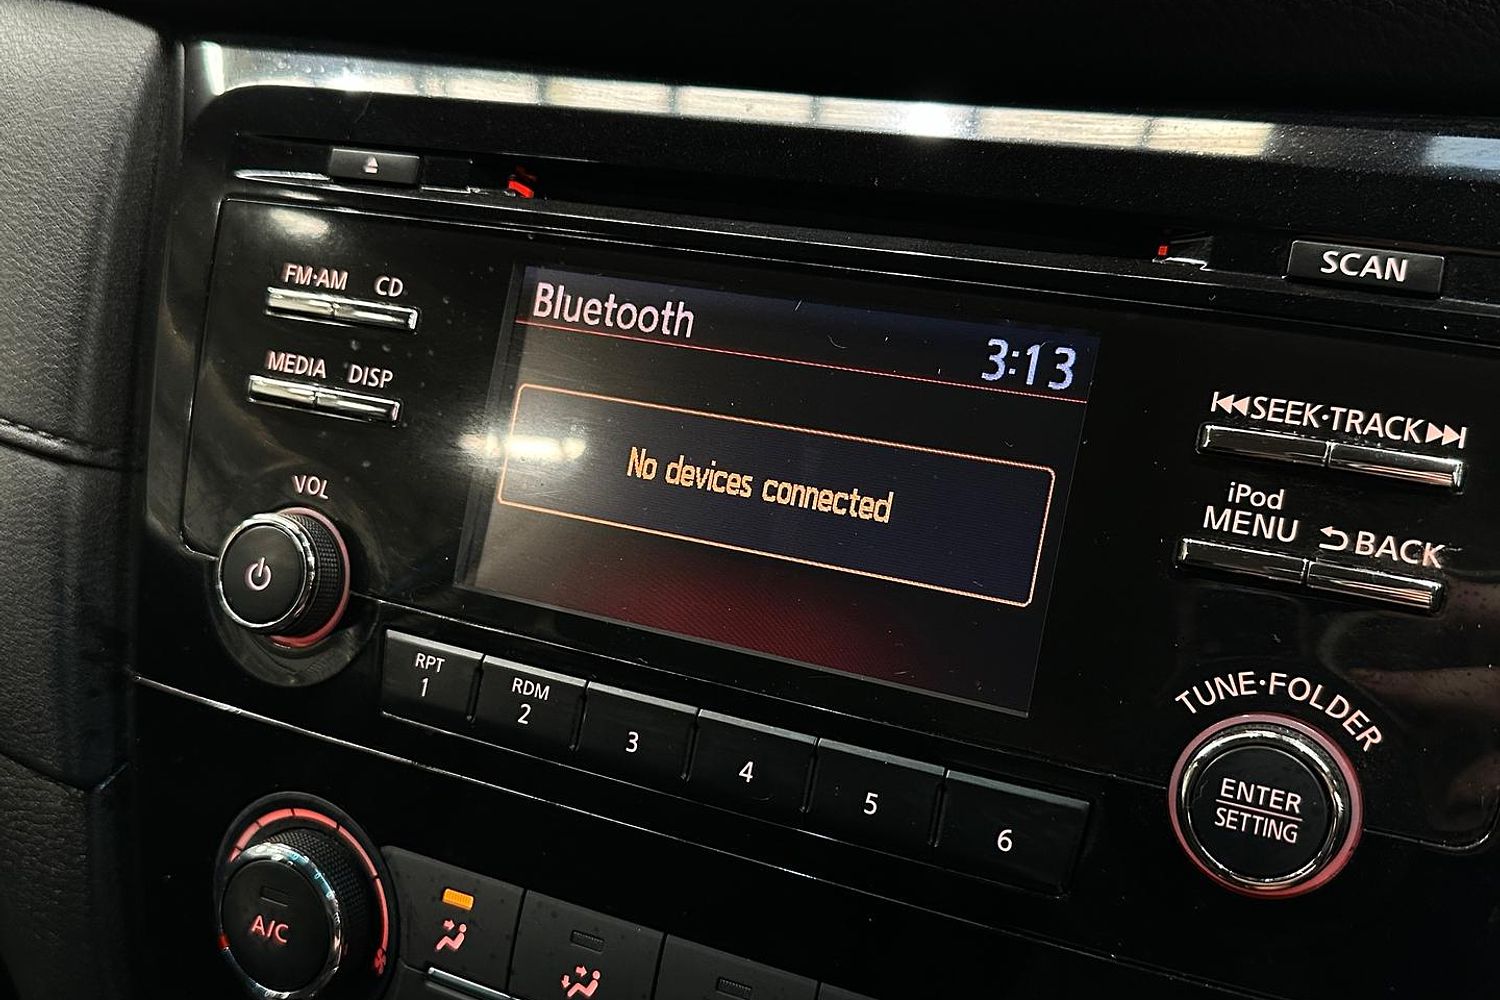 SCAN
FM·AM CD
MEDIA DISP
VOL
Bluetooth
3:13
No devices connected
SEEK·TRACK
iPod
MENU
BACK
RPT
1
RDM
2
3
4
5
6
TUNE·FOLDER
ENTER
SETTING
A/C